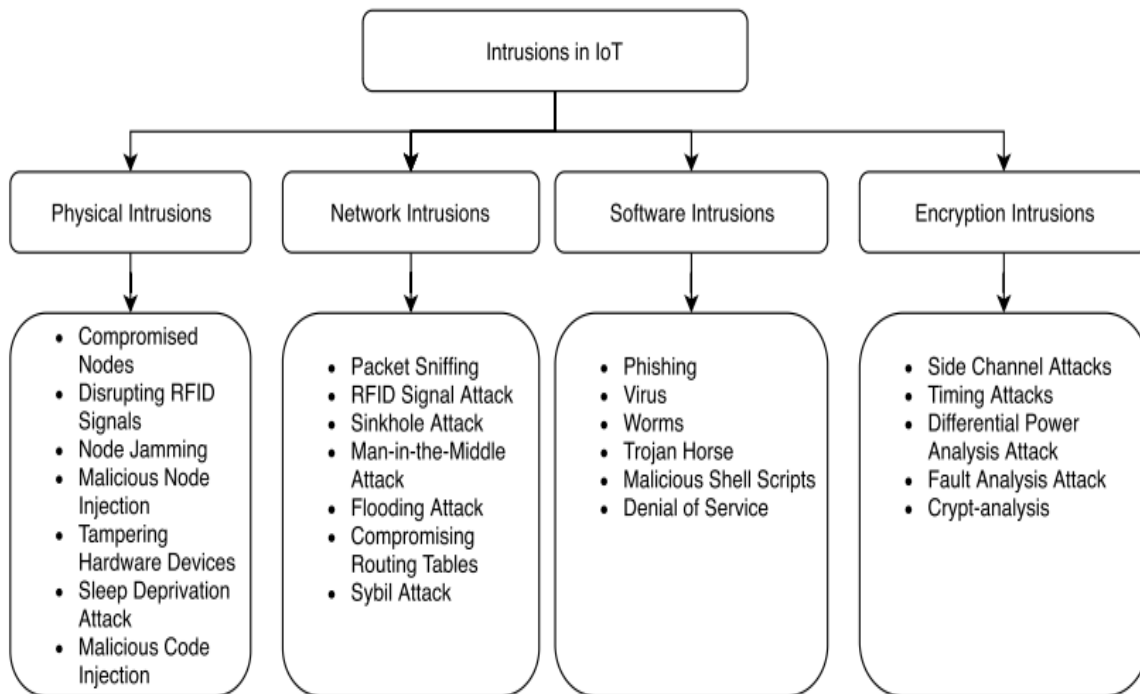 Intrusions in IoT
Physical Intrusions
Network Intrusions
Software Intrusions
Encryption Intrusions
• Compromised
Nodes
• Disrupting RFID
Signals
• Node Jamming
• Malicious Node
Injection
• Tampering
Hardware Devices
• Sleep Deprivation
Attack
• Malicious Code
Injection
• Packet Sniffing
• RFID Signal Attack
• Sinkhole Attack
• Man-in-the-Middle
Attack
• Flooding Attack
• Compromising
Routing Tables
• Sybil Attack
• Phishing
• Virus
• Worms
• Trojan Horse
• Malicious Shell Scripts
• Denial of Service
• Side Channel Attacks
• Timing Attacks
• Differential Power
Analysis Attack
• Fault Analysis Attack
• Crypt-analysis